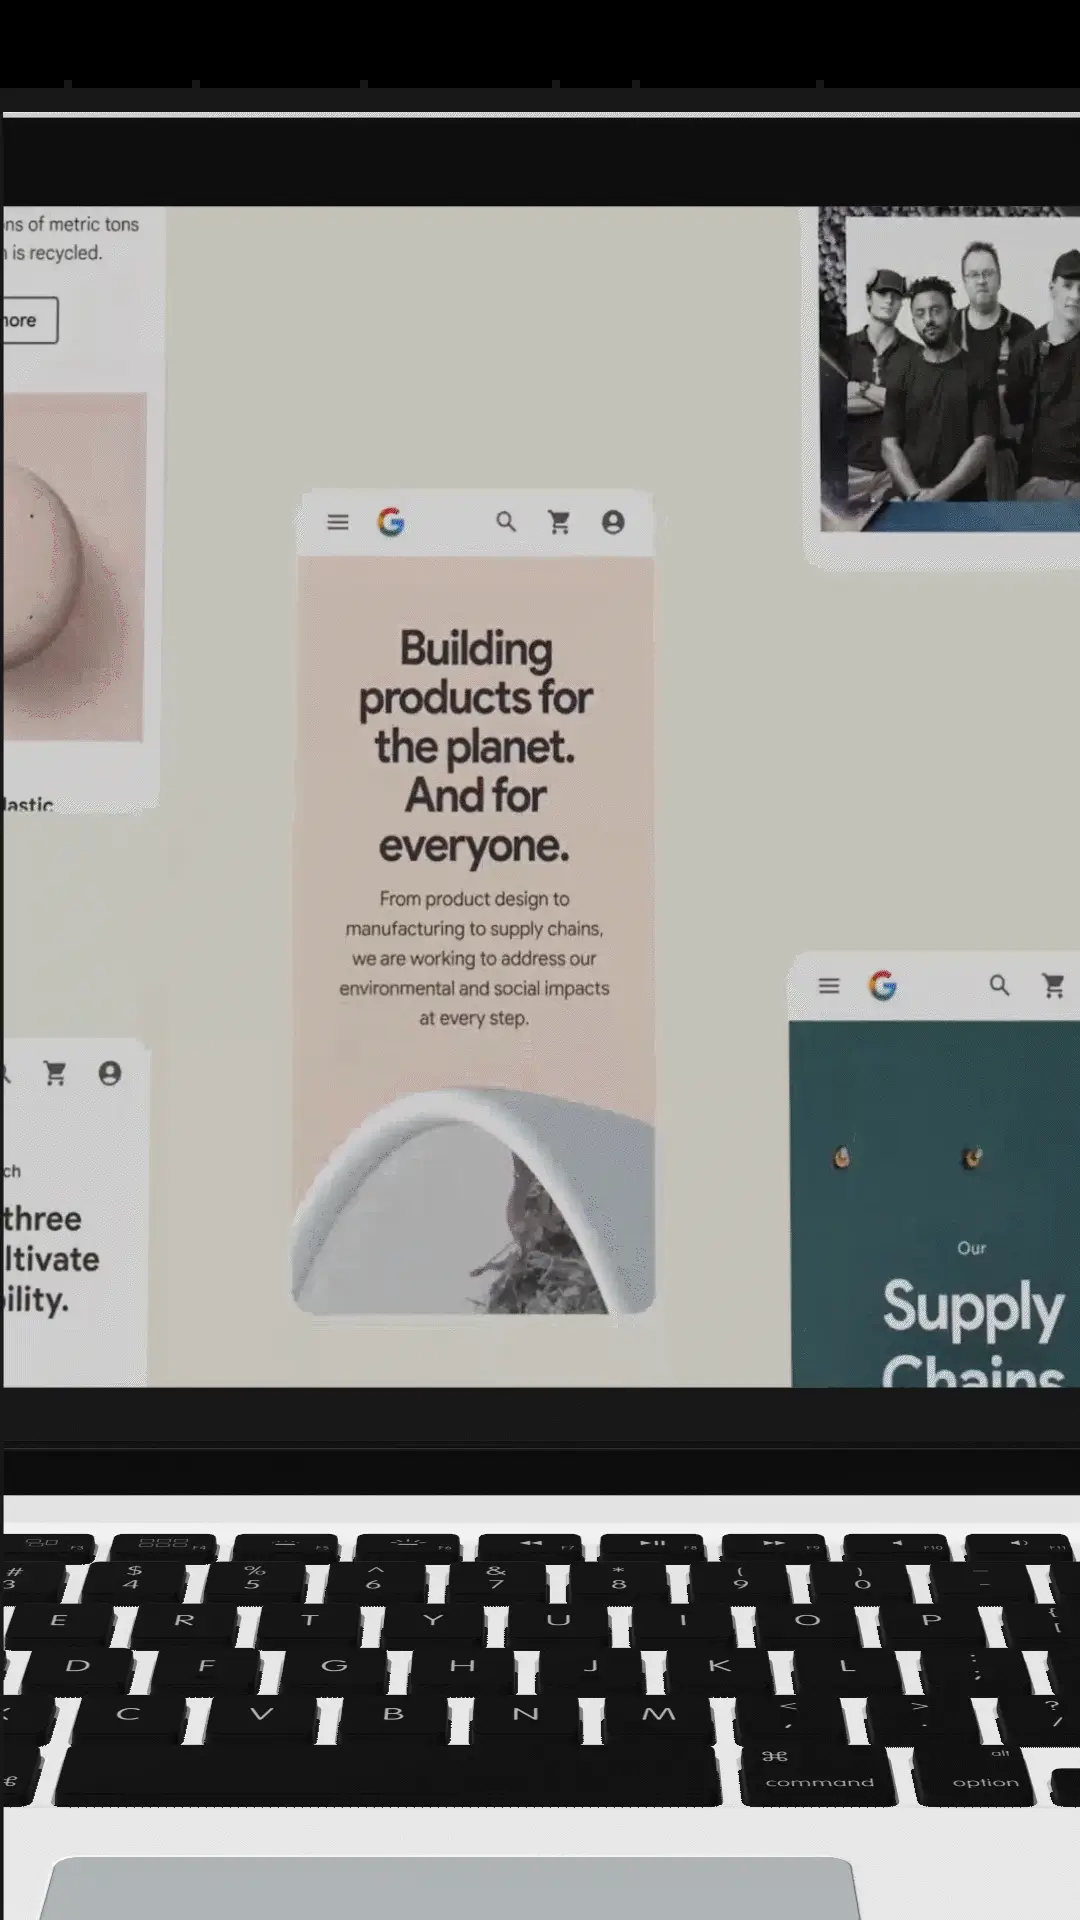 ns of metric tons
is recycled.
ore
lastic
Building
products for
the planet.
And for
everyone.
From product design to
manufacturing to supply chains,
we are working to address our
environmental and social impacts
at every step.
ch
three
ltivate
ility.
Our
Supply
Chains
F3 F4 F5 F6 F7 F8 F9 F10 F11
# $ % ^ & * ( ) _
3 4 5 6 7 8 9 0 -
E R T Y U I O P { [
D F G H J K L : ;
C V B N M < , > . ? /
⌘ command alt option